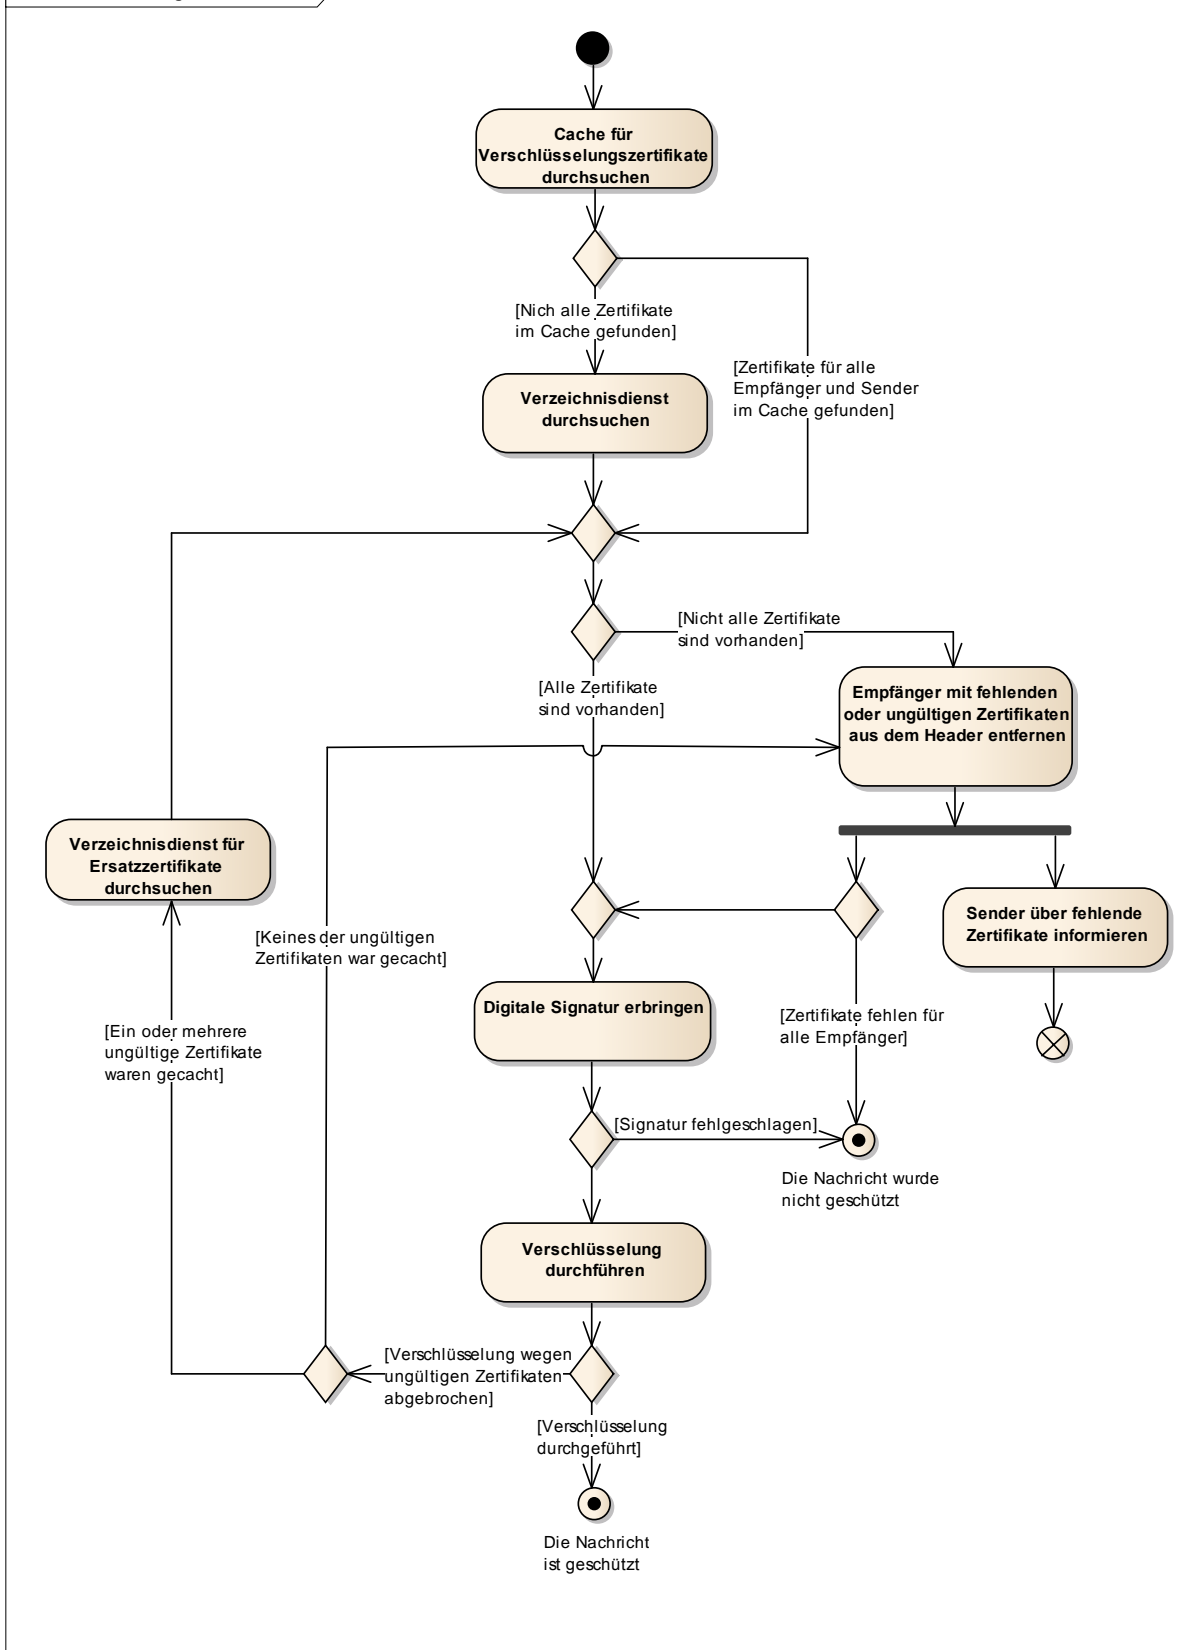 Cache für
Verschlüsselungszertifikate
durchsuchen
[Nich alle Zertifikate
im Cache gefunden]
[Zertifikate für alle
Empfänger und Sender
im Cache gefunden]
Verzeichnisdienst
durchsuchen
[Nicht alle Zertifikate
sind vorhanden]
[Alle Zertifikate
sind vorhanden]
Empfänger mit fehlenden
oder ungültigen Zertifikaten
aus dem Header entfernen
Verzeichnisdienst für
Ersatzzertifikate
durchsuchen
Sender über fehlende
Zertifikate informieren
[Keines der ungültigen
Zertifikaten war gecacht]
Digitale Signatur erbringen
[Zertifikate fehlen für
alle Empfänger]
[Ein oder mehrere
ungültige Zertifikate
waren gecacht]
[Signatur fehlgeschlagen]
Die Nachricht wurde
nicht geschützt
Verschlüsselung
durchführen
[Verschlüsselung wegen
ungültigen Zertifikaten
abgebrochen]
[Verschlüsselung
durchgeführt]
Die Nachricht
ist geschützt